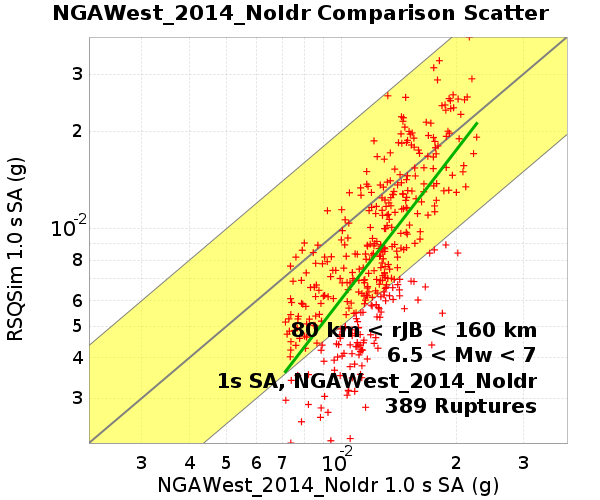 NGAWest_2014_NoIdr Comparison Scatter
RSQSim 1.0 s SA (g)
3
2
10-2
8
6
5
4
3
80 km < rJB < 160 km
6.5 < Mw < 7
1s SA, NGAWest_2014_NoIdr
389 Ruptures
3 4 5 6 7 10-2 2 3
NGAWest_2014_NoIdr 1.0 s SA (g)